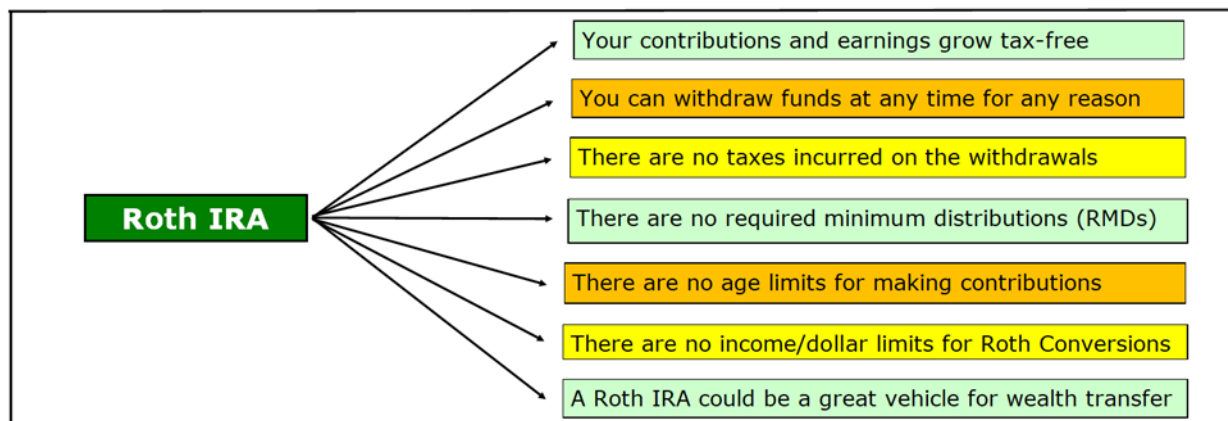 Your contributions and earnings grow tax-free
You can withdraw funds at any time for any reason
There are no taxes incurred on the withdrawals
Roth IRA
There are no required minimum distributions (RMDs)
There are no age limits for making contributions
There are no income/dollar limits for Roth Conversions
A Roth IRA could be a great vehicle for wealth transfer